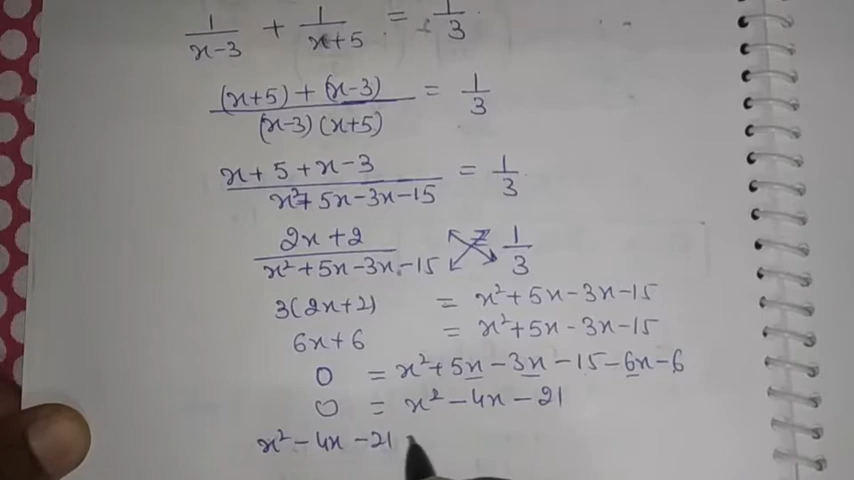 1/(x-3) + 1/(x+5) = 1/3
((x+5) + (x-3))/((x-3)(x+5)) = 1/3
(x+5+x-3)/(x²+5x-3x-15) = 1/3
(2x+2)/(x²+5x-3x-15) = 1/3
3(2x+2) = x²+5x-3x-15
6x+6 = x²+5x-3x-15
0 = x²+5x-3x-15-6x-6
0 = x²-4x-21
x²-4x-21